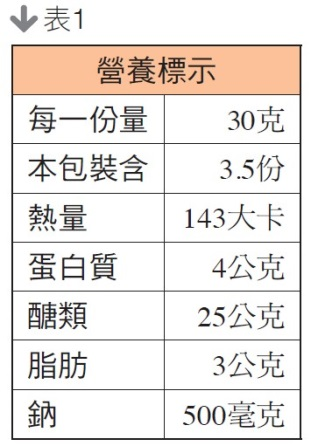 表1
營養標示
每一份量 30克
本包裝含 3.5份
熱量 143大卡
蛋白質 4公克
醣類 25公克
脂肪 3公克
鈉 500毫克